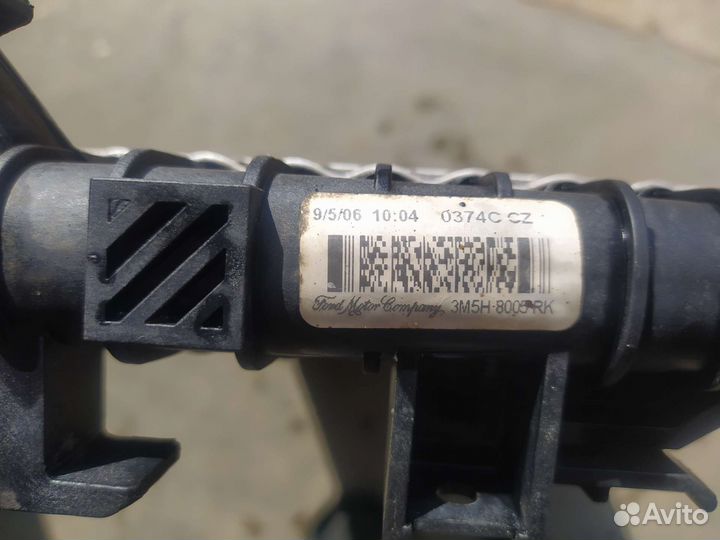 9/5/06 10:04 0374C CZ
Ford Motor Company 3M5H-8005-RK
Avito